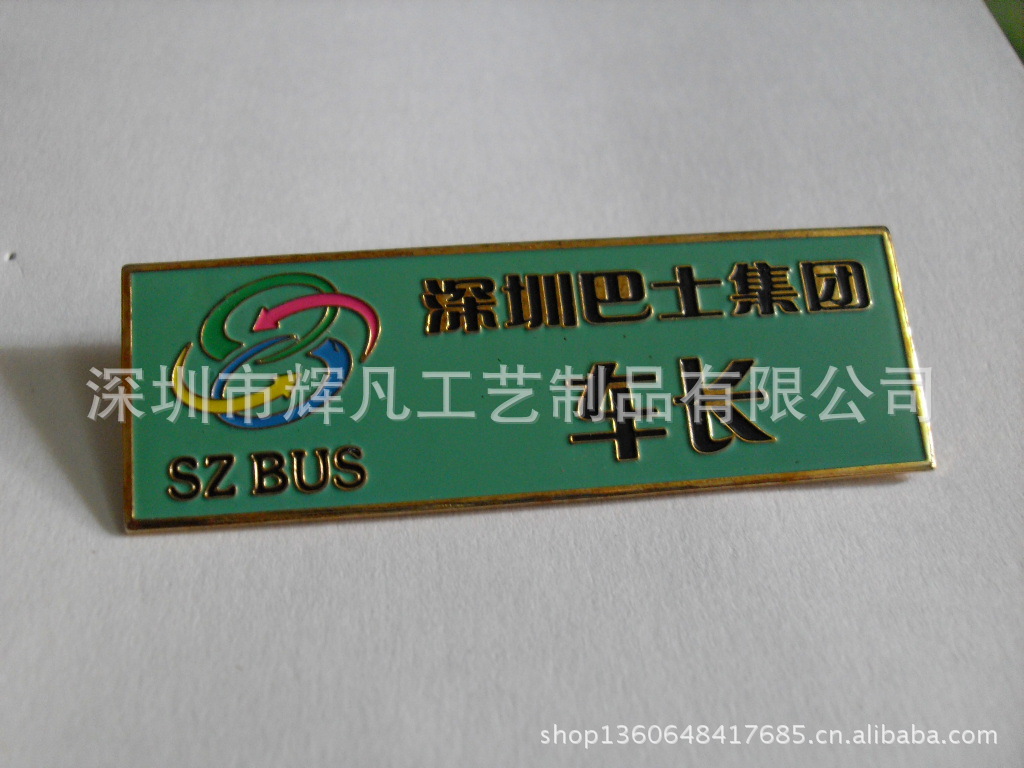 深圳巴士集团
车长
SZ BUS
深圳市辉凡工艺制品有限公司
shop1360648417685.cn.alibaba.com